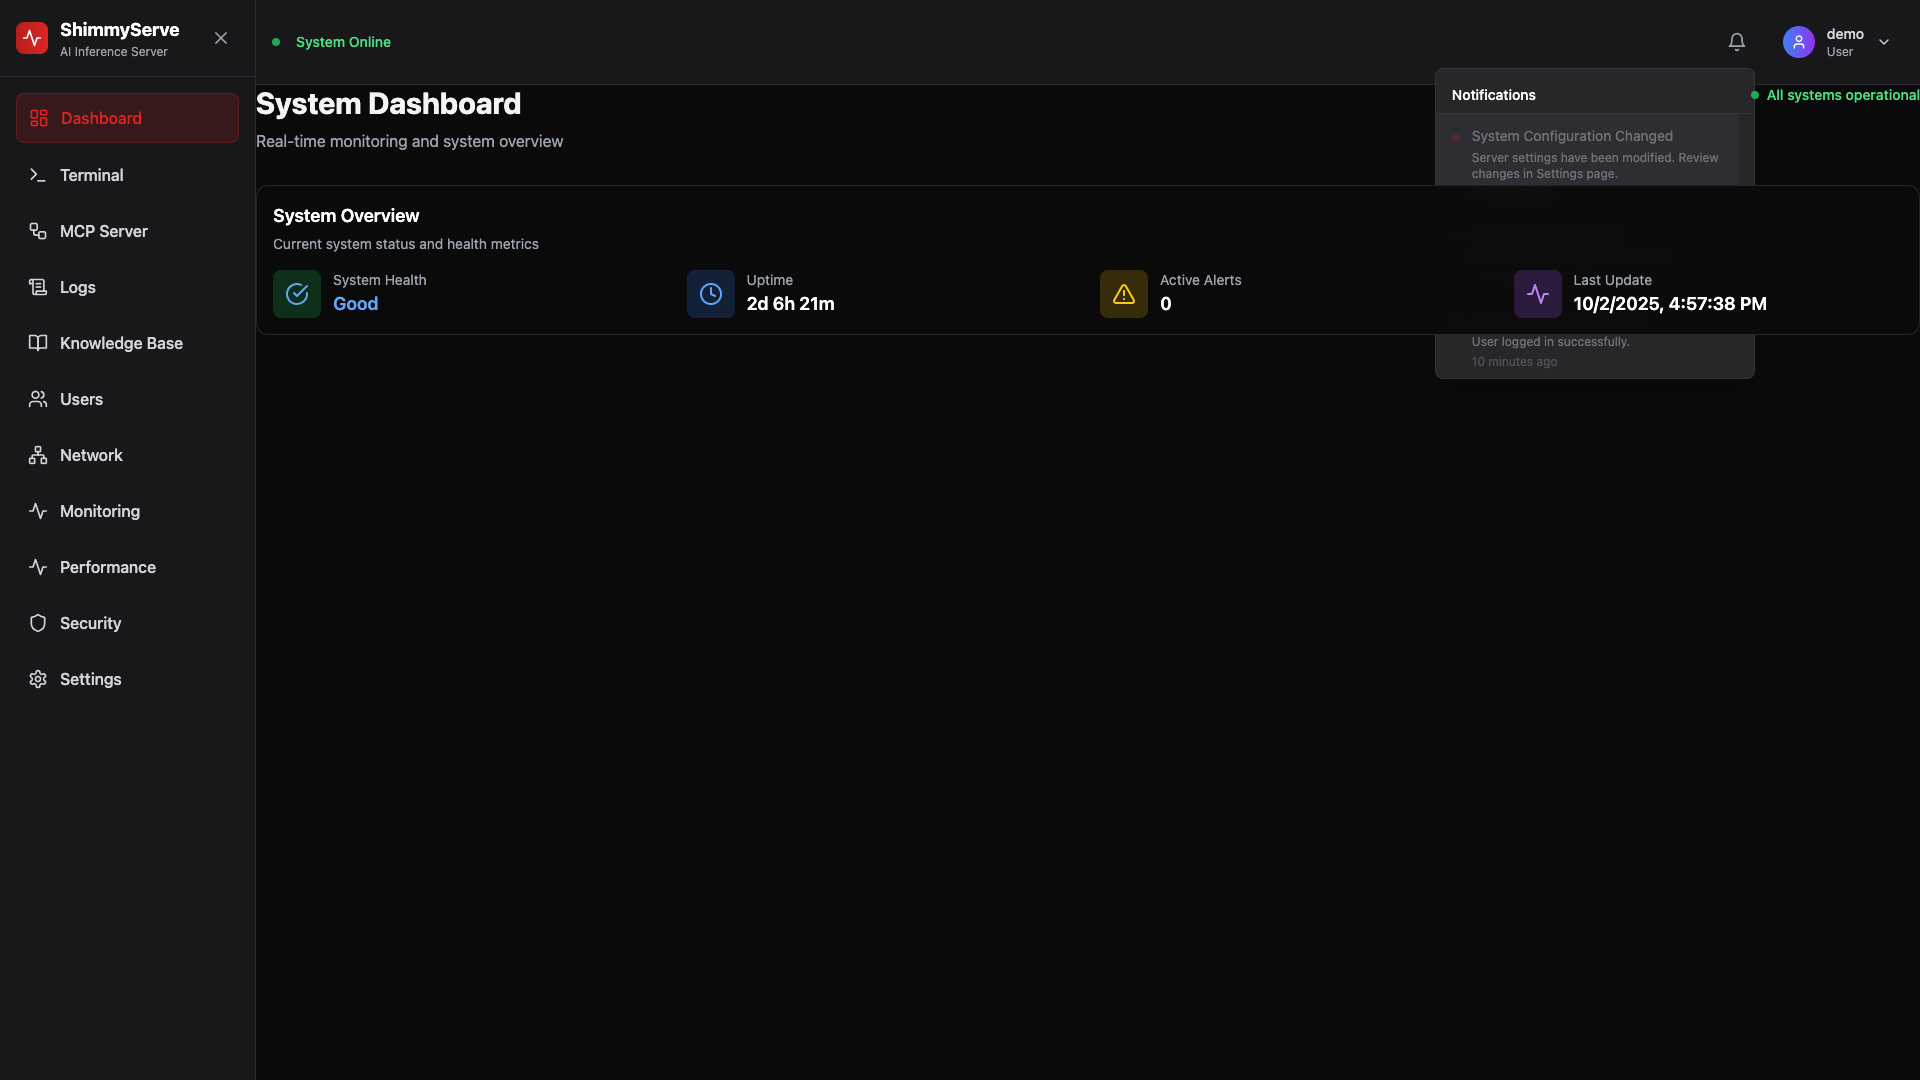 ShimmyServe
AI Inference Server
Dashboard
Terminal
MCP Server
Logs
Knowledge Base
Users
Network
Monitoring
Performance
Security
Settings
System Online
demo
User
System Dashboard
Real-time monitoring and system overview
All systems operational
Notifications
System Configuration Changed
Server settings have been modified. Review
changes in Settings page.
System Overview
Current system status and health metrics
System Health
Good
Uptime
2d 6h 21m
Active Alerts
0
Last Update
10/2/2025, 4:57:38 PM
User logged in successfully.
10 minutes ago